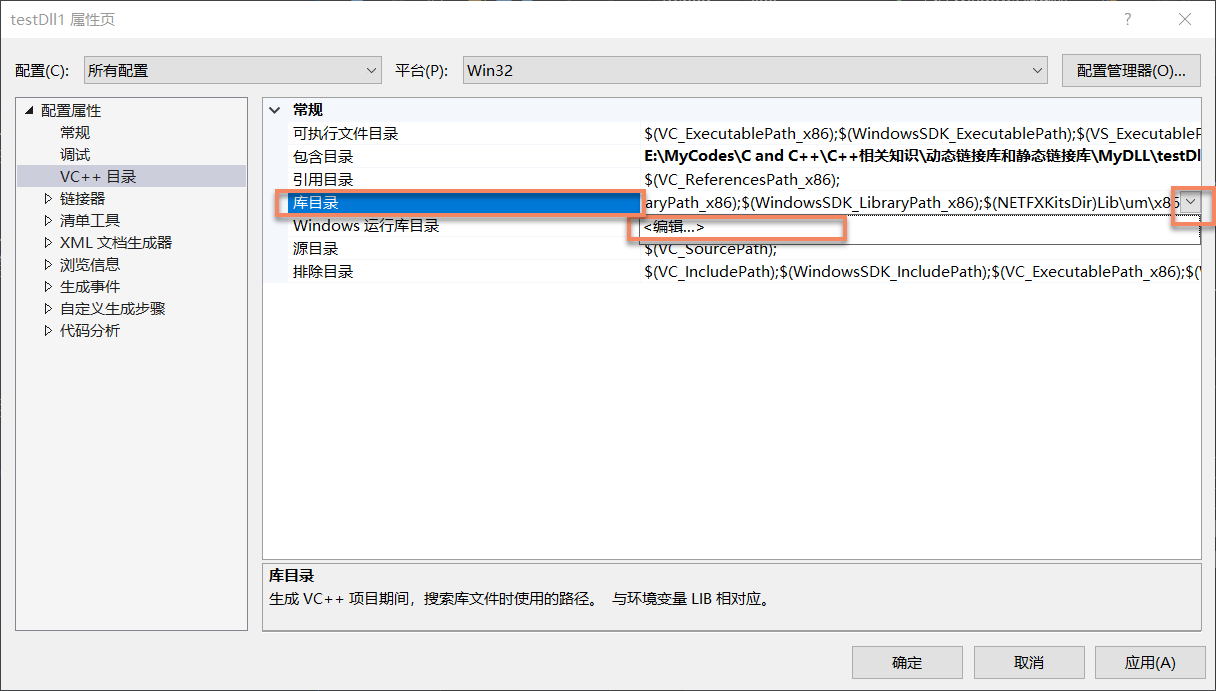 testDll1 属性页
配置(C): 所有配置 平台(P): Win32 配置管理器(O)...
配置属性
常规
调试
VC++ 目录
链接器
清单工具
XML 文档生成器
浏览信息
生成事件
自定义生成步骤
代码分析
常规
可执行文件目录 $(VC_ExecutablePath_x86);$(WindowsSDK_ExecutablePath);$(VS_ExecutableP
包含目录 E:\MyCodes\C and C++\C++相关知识\动态链接库和静态链接库\MyDLL\testDl
引用目录 $(VC_ReferencesPath_x86);
库目录 aryPath_x86);$(WindowsSDK_LibraryPath_x86);$(NETFXKitsDir)Lib\um\x86
Windows 运行库目录 <编辑...>
源目录 $(VC_SourcePath);
排除目录 $(VC_IncludePath);$(WindowsSDK_IncludePath);$(VC_ExecutablePath_x86);$(
库目录
生成 VC++ 项目期间，搜索库文件时使用的路径。 与环境变量 LIB 相对应。
确定 取消 应用(A)